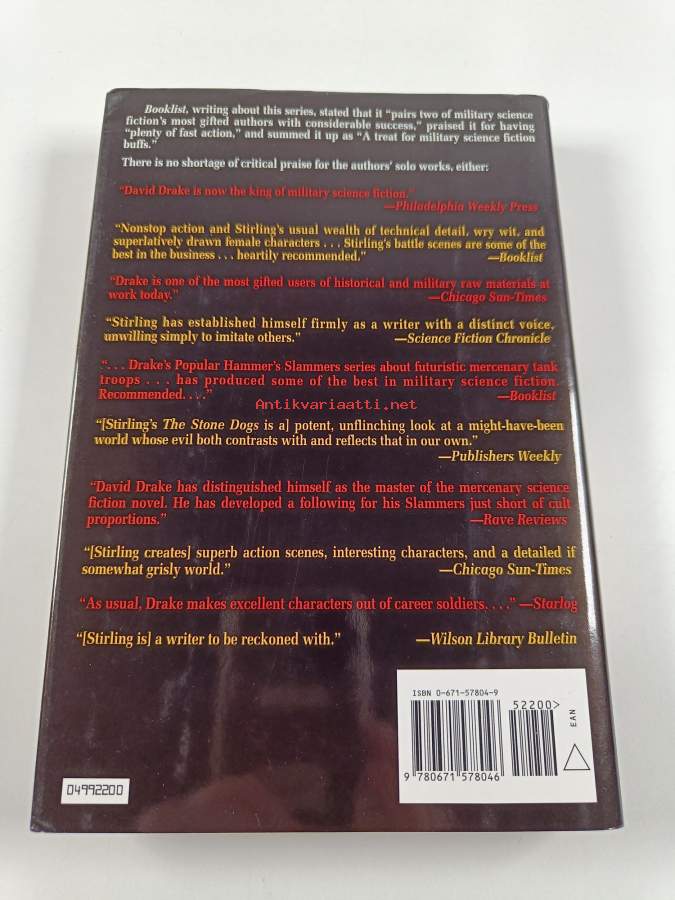 Booklist, writing about this series, stated that it “pairs two of military science
fiction’s most gifted authors with considerable success,” praised it for having
“plenty of fast action,” and summed it up as “A treat for military science fiction
buffs.”
There is no shortage of critical praise for the authors’ solo works, either:
“David Drake is now the king of military science fiction.”
—Philadelphia Weekly Press
“Nonstop action and Stirling’s usual wealth of technical detail, wry wit, and
superlatively drawn female characters . . . Stirling’s battle scenes are some of the
best in the business . . . heartily recommended.” —Booklist
“Drake is one of the most gifted users of historical and military raw materials at
work today.” —Chicago Sun-Times
“Stirling has established himself firmly as a writer with a distinct voice,
unwilling simply to imitate others.” —Science Fiction Chronicle
“. . . Drake’s Popular Hammer’s Slammers series about futuristic mercenary tank
troops . . . has produced some of the best in military science fiction.
Recommended. . . .” —Booklist
Antikvariaatti.net
“[Stirling’s The Stone Dogs is a] potent, unflinching look at a might-have-been
world whose evil both contrasts with and reflects that in our own.”
—Publishers Weekly
“David Drake has distinguished himself as the master of the mercenary science
fiction novel. He has developed a following for his Slammers just short of cult
proportions.” —Rave Reviews
“[Stirling creates] superb action scenes, interesting characters, and a detailed if
somewhat grisly world.” —Chicago Sun-Times
“As usual, Drake makes excellent characters out of career soldiers. . . .” —Starlog
“[Stirling is] a writer to be reckoned with.” —Wilson Library Bulletin
ISBN 0-671-57804-9
52200>
EAN
9 780671 578046
04992200